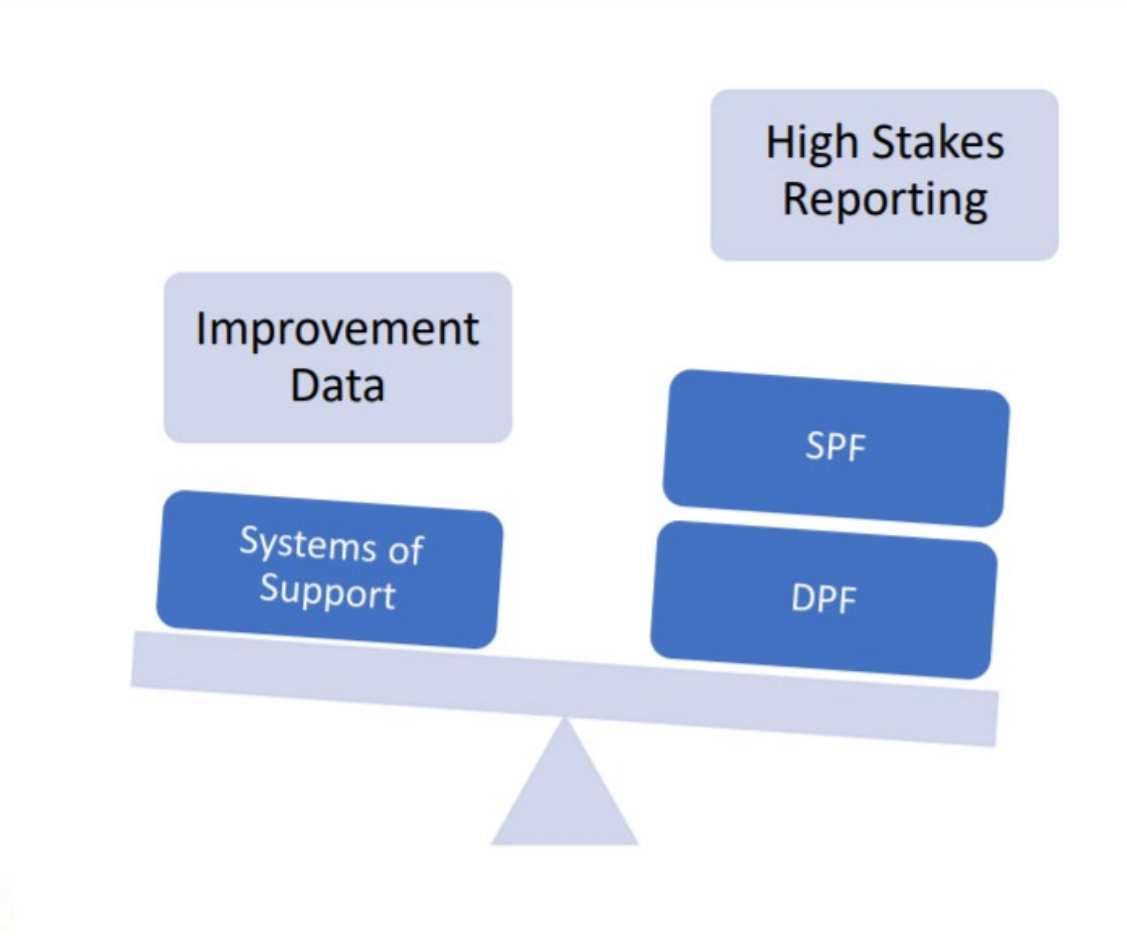 High Stakes
Reporting
Improvement
Data
SPF
Systems of
Support
DPF